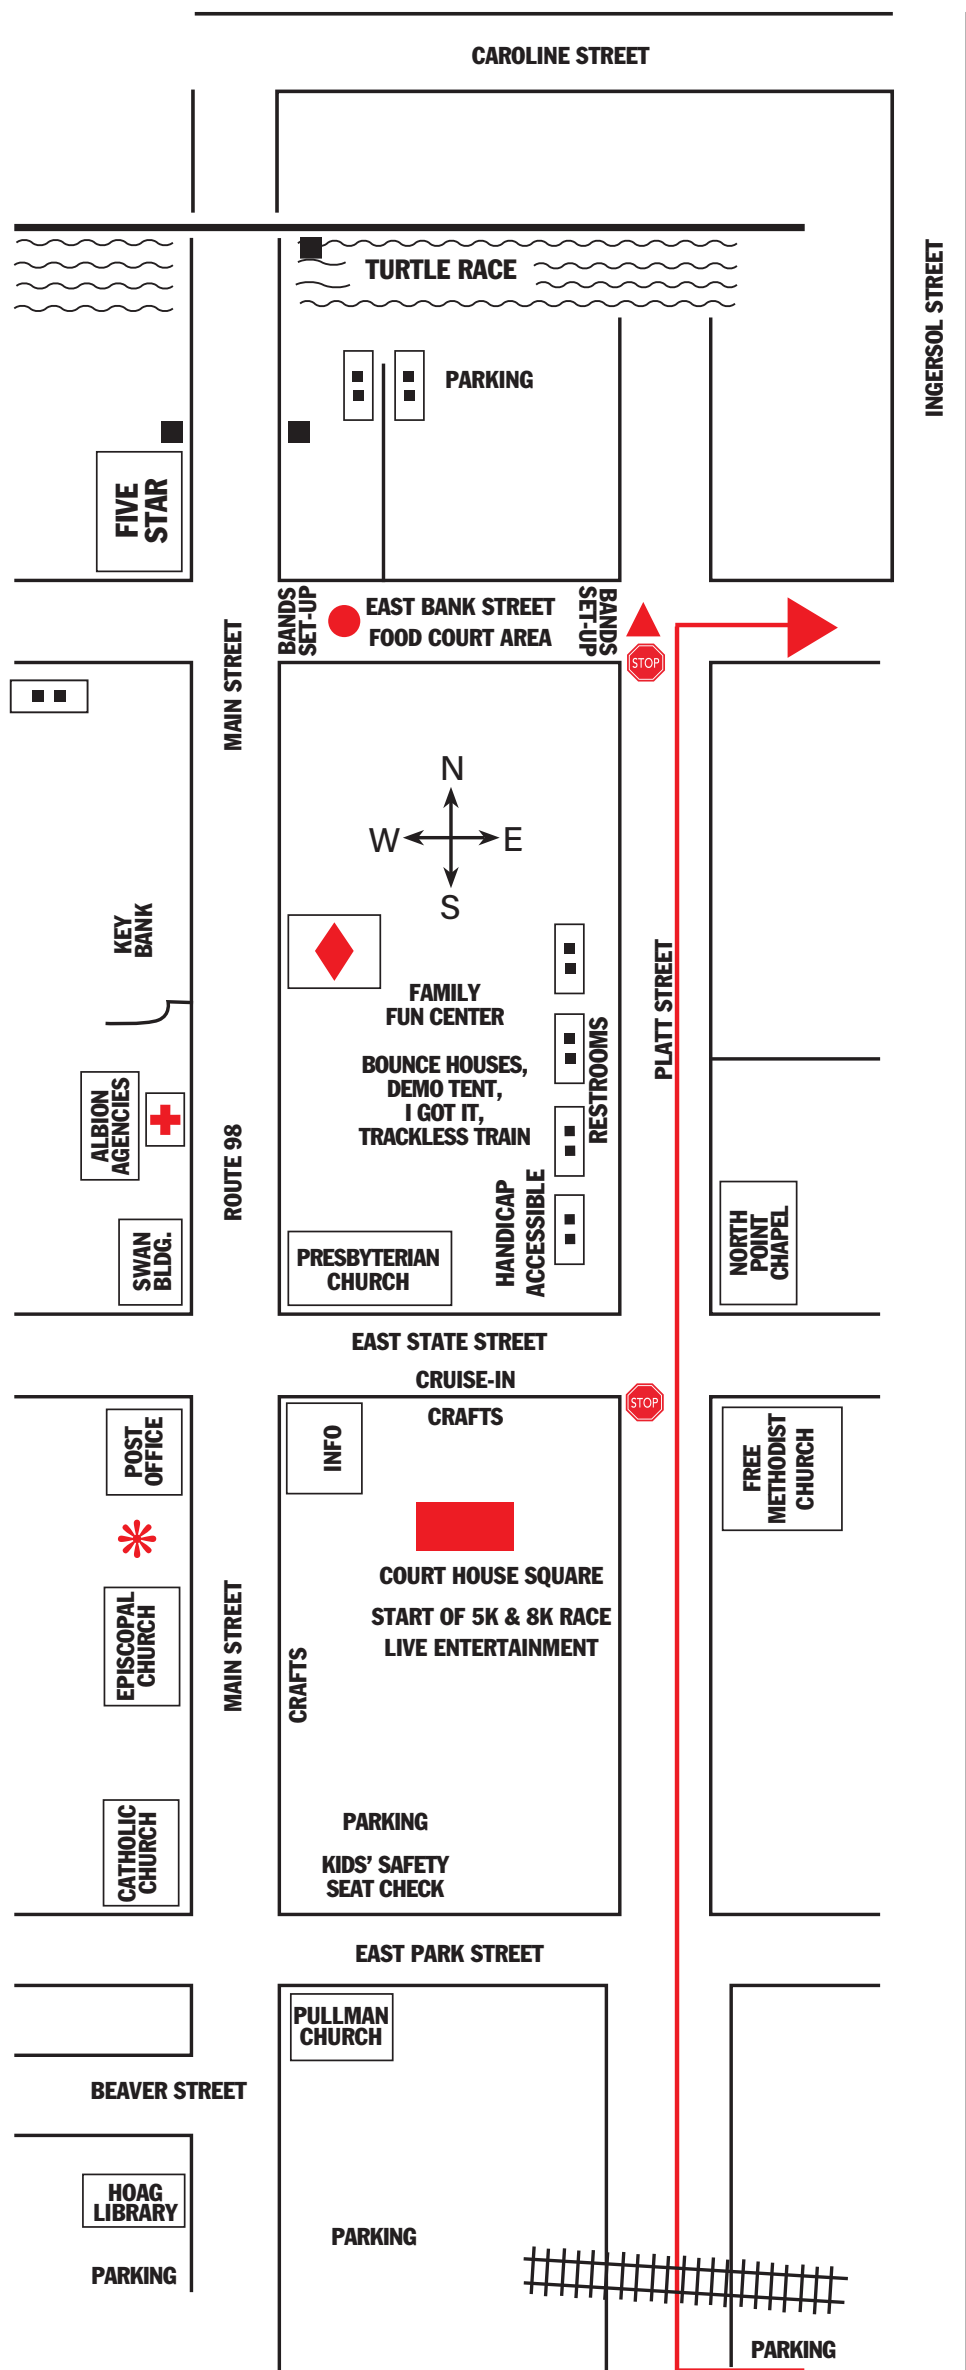 CAROLINE STREET
INGERSOL STREET
TURTLE RACE
PARKING
FIVE
STAR
BANDS
SET-UP
EAST BANK STREET
FOOD COURT AREA
BANDS
SET-UP
STOP
MAIN STREET
N
W
E
S
KEY
BANK
FAMILY
FUN CENTER
BOUNCE HOUSES,
DEMO TENT,
I GOT IT,
TRACKLESS TRAIN
RESTROOMS
PLATT STREET
ALBION
AGENCIES
ROUTE 98
HANDICAP
ACCESSIBLE
SWAN
BLDG.
PRESBYTERIAN
CHURCH
NORTH
POINT
CHAPEL
EAST STATE STREET
CRUISE-IN
CRAFTS
STOP
POST
OFFICE
INFO
FREE
METHODIST
CHURCH
COURT HOUSE SQUARE
START OF 5K & 8K RACE
LIVE ENTERTAINMENT
EPISCOPAL
CHURCH
MAIN STREET
CRAFTS
CATHOLIC
CHURCH
PARKING
KIDS’ SAFETY
SEAT CHECK
EAST PARK STREET
PULLMAN
CHURCH
BEAVER STREET
HOAG
LIBRARY
PARKING
PARKING
PARKING